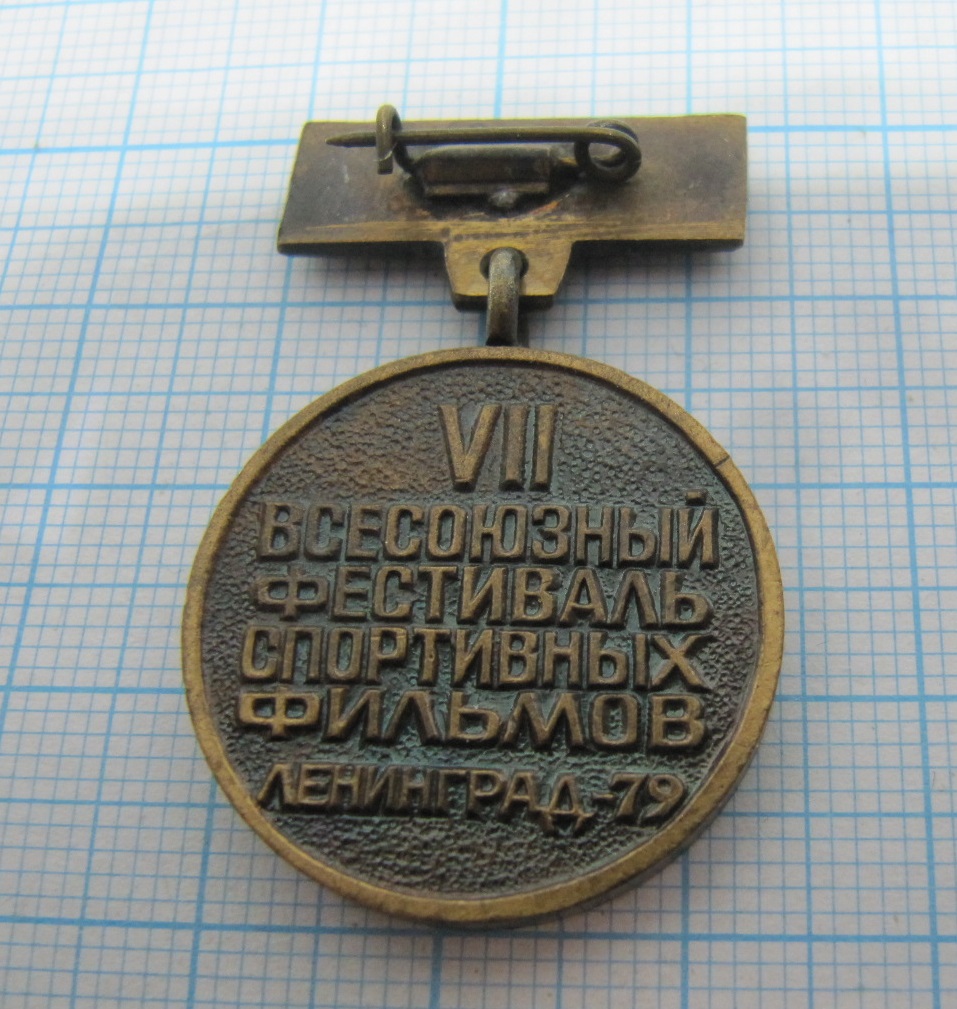 VII
ВСЕСОЮЗНЫЙ
ФЕСТИВАЛЬ
СПОРТИВНЫХ
ФИЛЬМОВ
ЛЕНИНГРАД-79